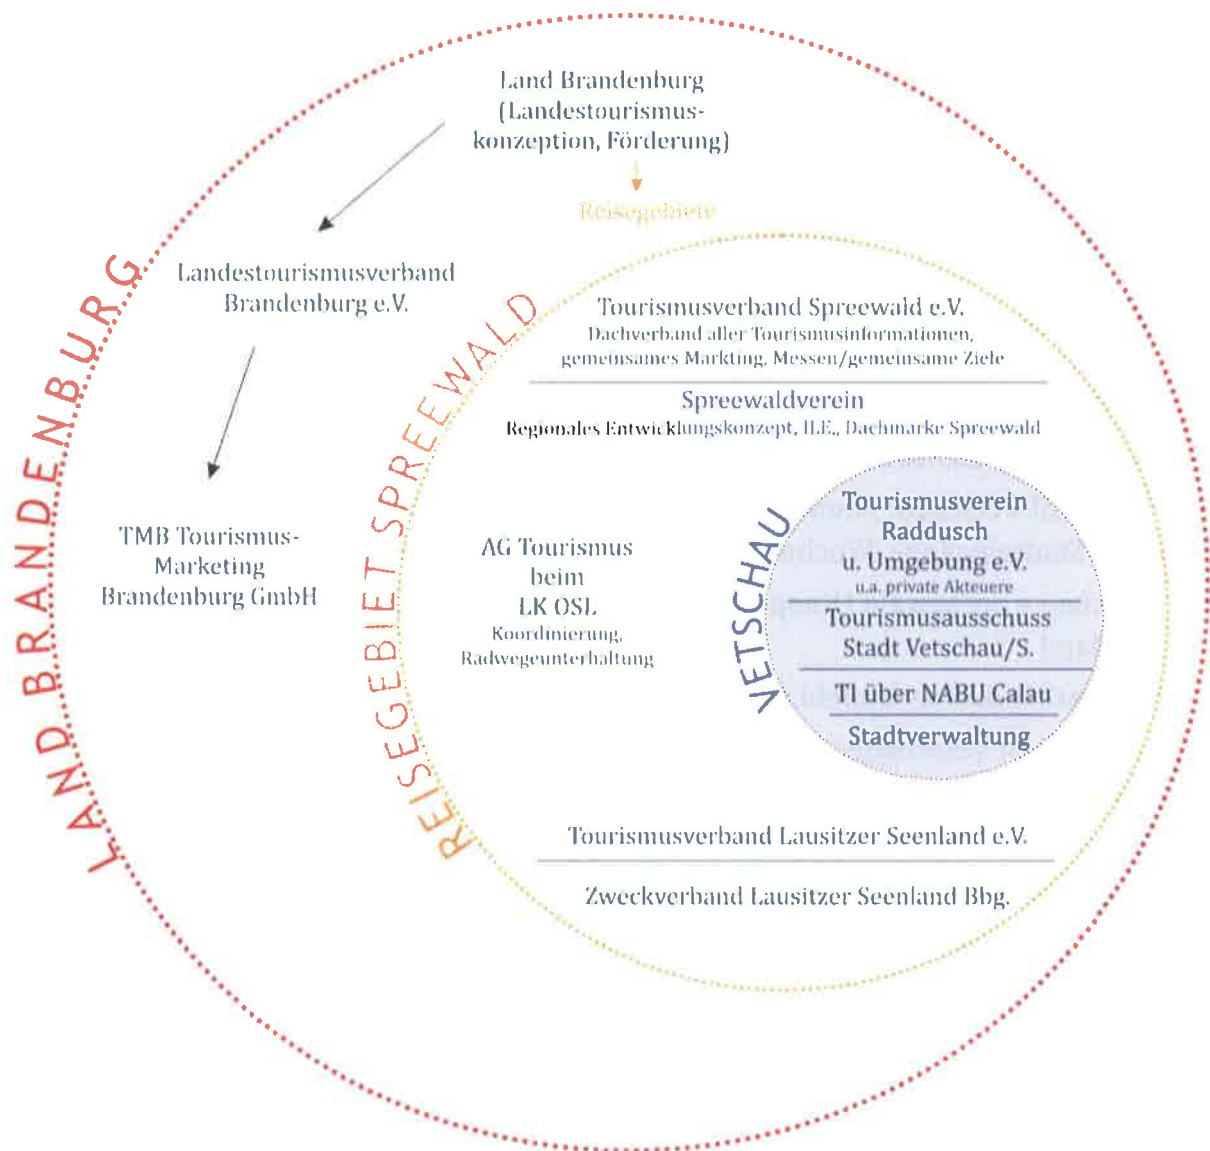 Land Brandenburg
(Landestourismus-
konzeption, Förderung)
Reisegebiete
LAND BRANDENBURG
Landestourismusverband
Brandenburg e.V.
TMB Tourismus-
Marketing
Brandenburg GmbH
REISEGEBIET SPREEWALD
Tourismusverband Spreewald e.V.
Dachverband aller Tourismusinformationen,
gemeinsames Markting, Messen/gemeinsame Ziele
Spreewaldverein
Regionales Entwicklungskonzept, ILE, Dachmarke Spreewald
AG Tourismus
beim
LK OSL
Koordinierung,
Radwegeunterhaltung
VETSCHAU
Tourismusverein
Raddusch
u. Umgebung e.V.
u.a. private Akteuere
Tourismusausschuss
Stadt Vetschau/S.
TI über NABU Calau
Stadtverwaltung
Tourismusverband Lausitzer Seenland e.V.
Zweckverband Lausitzer Seenland Bbg.